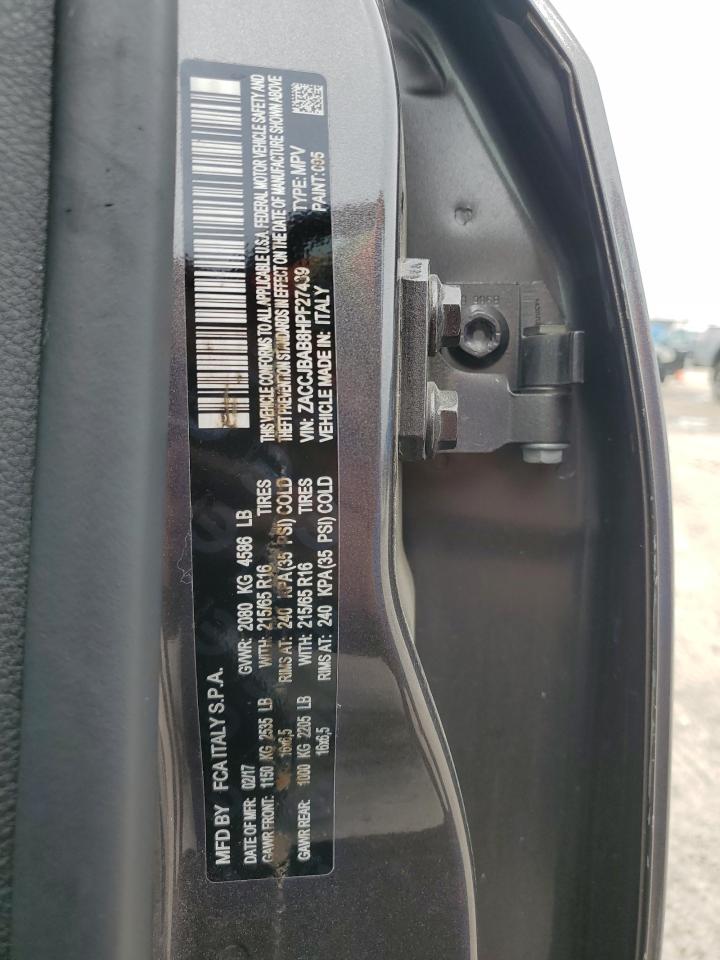 MFD BY FCA ITALY S.P.A.
DATE OF MFR: 02/17 GVWR: 2080 KG 4586 LB
GAWR FRONT: 1150 KG 2535 LB WITH: 215/65 R16 TIRES
16x6,5 RIMS AT: 240 KPA(35 PSI) COLD
GAWR REAR: 1000 KG 2205 LB WITH: 215/65 R16 TIRES
16x6,5 RIMS AT: 240 KPA(35 PSI) COLD
THIS VEHICLE CONFORMS TO ALL APPLICABLE U.S.A. FEDERAL MOTOR VEHICLE SAFETY AND
THEFT PREVENTION STANDARDS IN EFFECT ON THE DATE OF MANUFACTURE SHOWN ABOVE
VIN: ZACCJBAB8HPF27439 TYPE: MPV
VEHICLE MADE IN: ITALY PAINT: 095